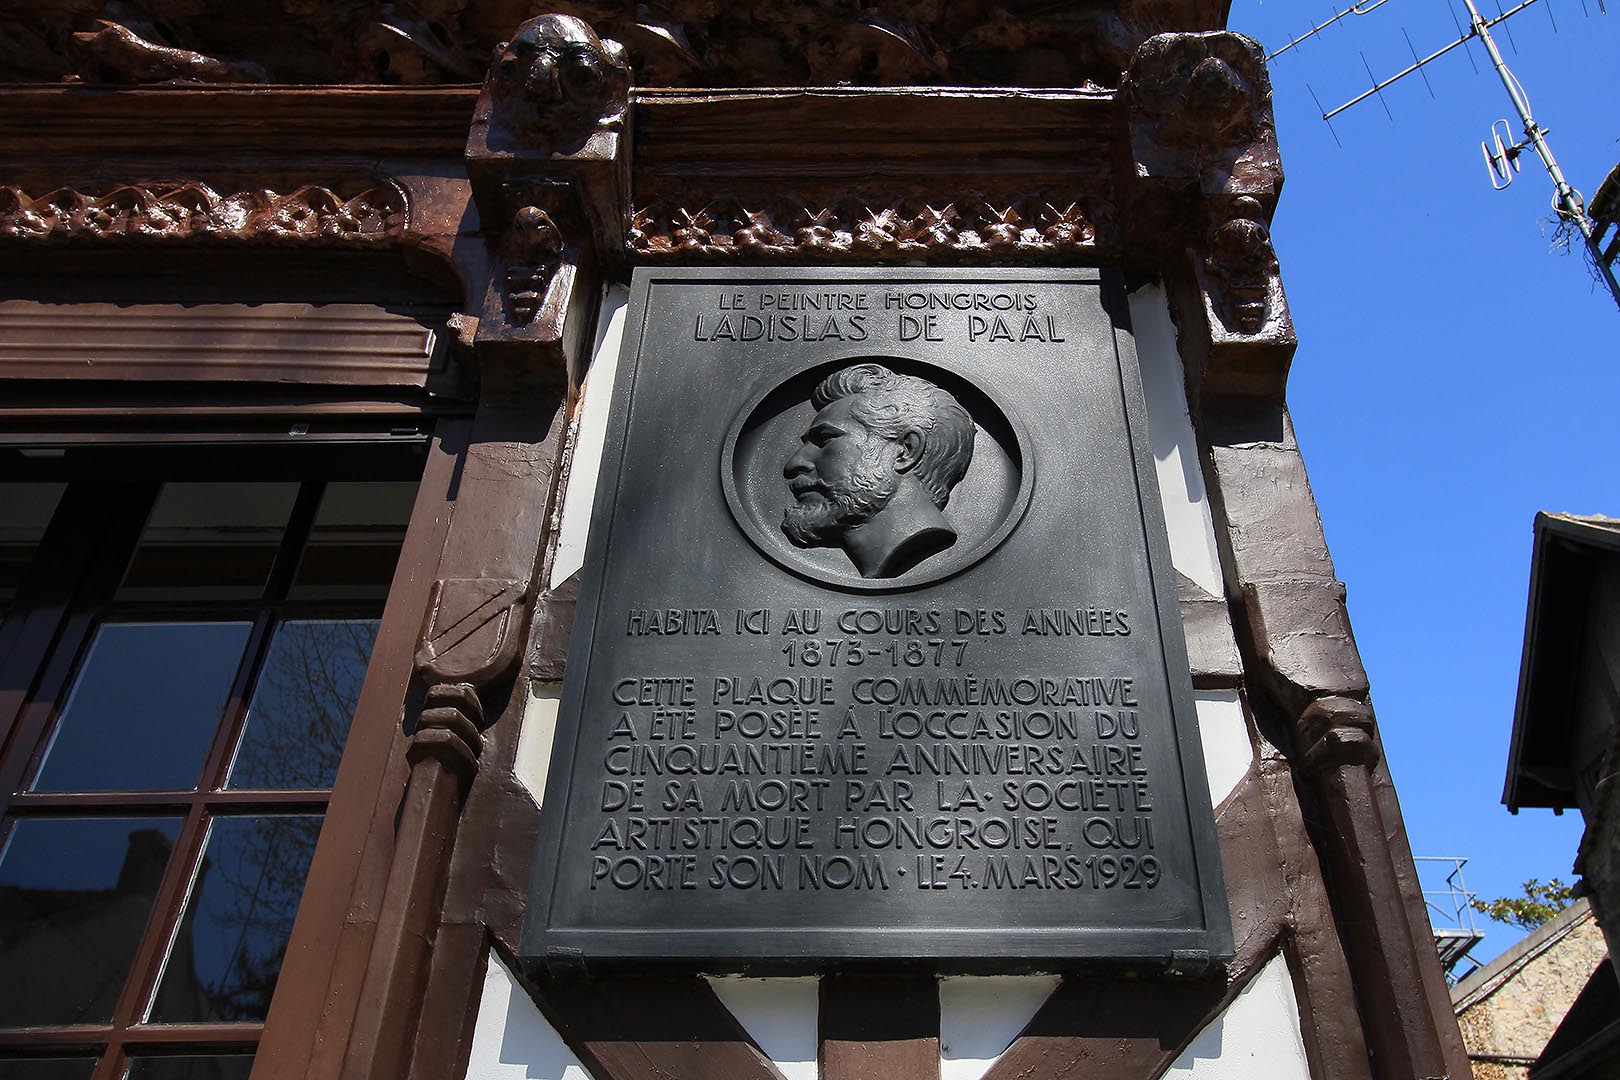 LE PEINTRE HONGROIS
LADISLAS DE PAÁL
HABITA ICI AU COURS DES ANNÉES
1873-1877
CETTE PLAQUE COMMÉMORATIVE
A ÉTÉ POSÉE À L'OCCASION DU
CINQUANTIÈME ANNIVERSAIRE
DE SA MORT PAR LA · SOCIÉTÉ
ARTISTIQUE HONGROISE, QUI
PORTE SON NOM · LE 4. MARS 1929